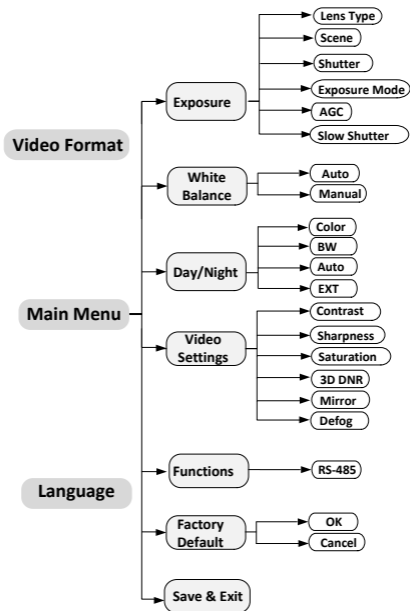 Video Format
Main Menu
Language
Exposure
Lens Type
Scene
Shutter
Exposure Mode
AGC
Slow Shutter
White
Balance
Auto
Manual
Day/Night
Color
BW
Auto
EXT
Video
Settings
Contrast
Sharpness
Saturation
3D DNR
Mirror
Defog
Functions
RS-485
Factory
Default
OK
Cancel
Save & Exit